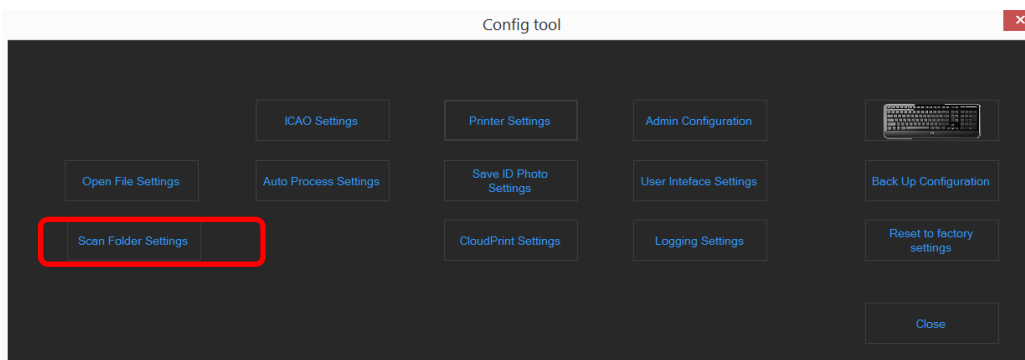 Config tool
ICAO Settings
Printer Settings
Admin Configuration
Open File Settings
Auto Process Settings
Save ID Photo
Settings
User Inteface Settings
Back Up Configuration
Scan Folder Settings
CloudPrint Settings
Logging Settings
Reset to factory
settings
Close